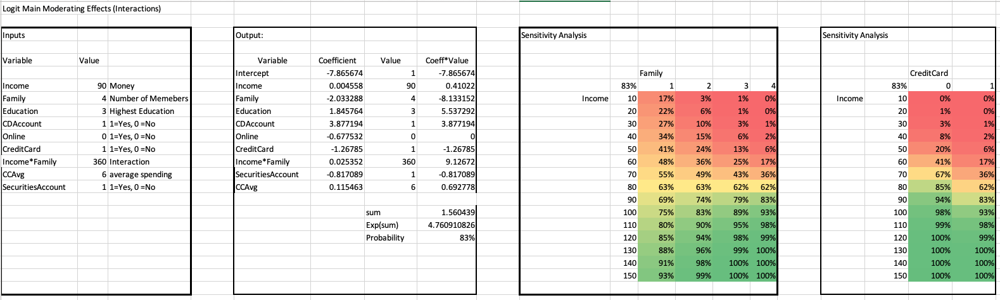 Logit Main Moderating Effects (Interactions)
Inputs Output: Sensitivity Analysis Sensitivity Analysis
Variable Value Variable Coefficient Value Coeff*Value
Intercept -7.865674 1 -7.865674 Family CreditCard
Income 90 Money Income 0.004558 90 0.41022 83% 1 2 3 4 83% 0 1
Family 4 Number of Memebers Family -2.033288 4 -8.133152 Income 10 17% 3% 1% 0% Income 10 0% 0%
Education 3 Highest Education Education 1.845764 3 5.537292 20 22% 6% 1% 0% 20 1% 0%
CDAccount 1 1=Yes, 0 =No CDAccount 3.877194 1 3.877194 30 27% 10% 3% 1% 30 3% 1%
Online 0 1=Yes, 0 =No Online -0.677532 0 0 40 34% 15% 6% 2% 40 8% 2%
CreditCard 1 1=Yes, 0 =No CreditCard -1.26785 1 -1.26785 50 41% 24% 13% 6% 50 20% 6%
Income*Family 360 Interaction Income*Family 0.025352 360 9.12672 60 48% 36% 25% 17% 60 41% 17%
CCAvg 6 average spending SecuritiesAccount -0.817089 1 -0.817089 70 55% 49% 43% 36% 70 67% 36%
SecuritiesAccount 1 1=Yes, 0 =No CCAvg 0.115463 6 0.692778 80 63% 63% 62% 62% 80 85% 62%
90 69% 74% 79% 83% 90 94% 83%
sum 1.560439 100 75% 83% 89% 93% 100 98% 93%
Exp(sum) 4.760910826 110 80% 90% 95% 98% 110 99% 98%
Probability 83% 120 85% 94% 98% 99% 120 100% 99%
130 88% 96% 99% 100% 130 100% 100%
140 91% 98% 100% 100% 140 100% 100%
150 93% 99% 100% 100% 150 100% 100%